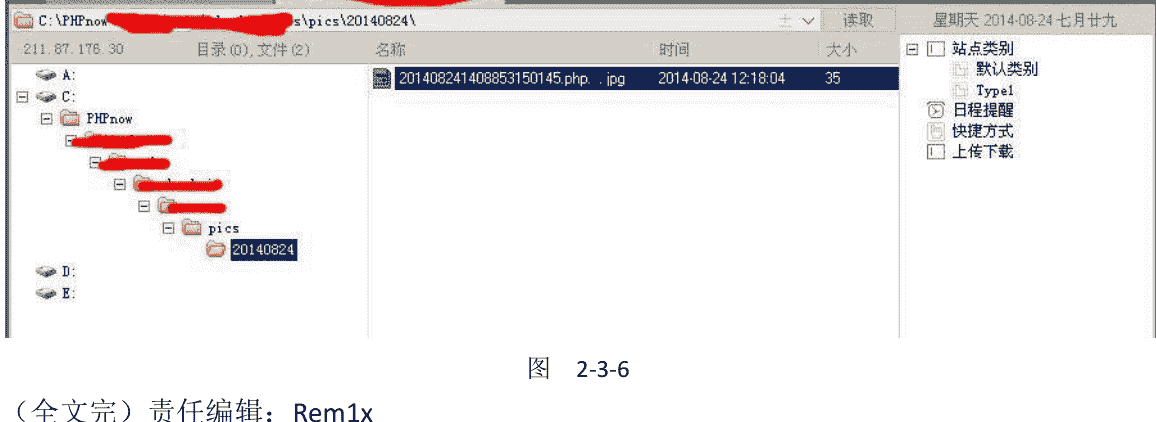 C:\PHPnow
s\pics\20140824\
读取
星期天 2014-08-24 七月廿九
211.87.176.30
目录(0),文件(2)
名称
时间
大小
A:
C:
PHPnow
pics
20140824
D:
E:
201408241408853150145.php. . jpg
2014-08-24 12:18:04
35
站点类别
默认类别
Type1
日程提醒
快捷方式
上传下载
图 2-3-6
（全文完）责任编辑：Rem1x